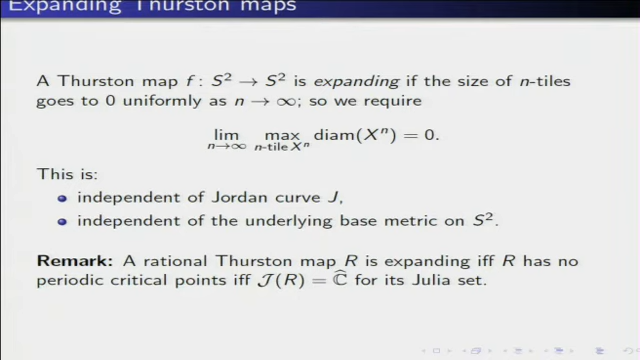 Expanding Thurston maps
A Thurston map f : S² → S² is expanding if the size of n-tiles
goes to 0 uniformly as n → ∞; so we require
lim_{n→∞} max_{n-tile Xⁿ} diam(Xⁿ) = 0.
This is:
independent of Jordan curve J,
independent of the underlying base metric on S².
Remark: A rational Thurston map R is expanding iff R has no
periodic critical points iff 𝒥(R) = Ĉ for its Julia set.